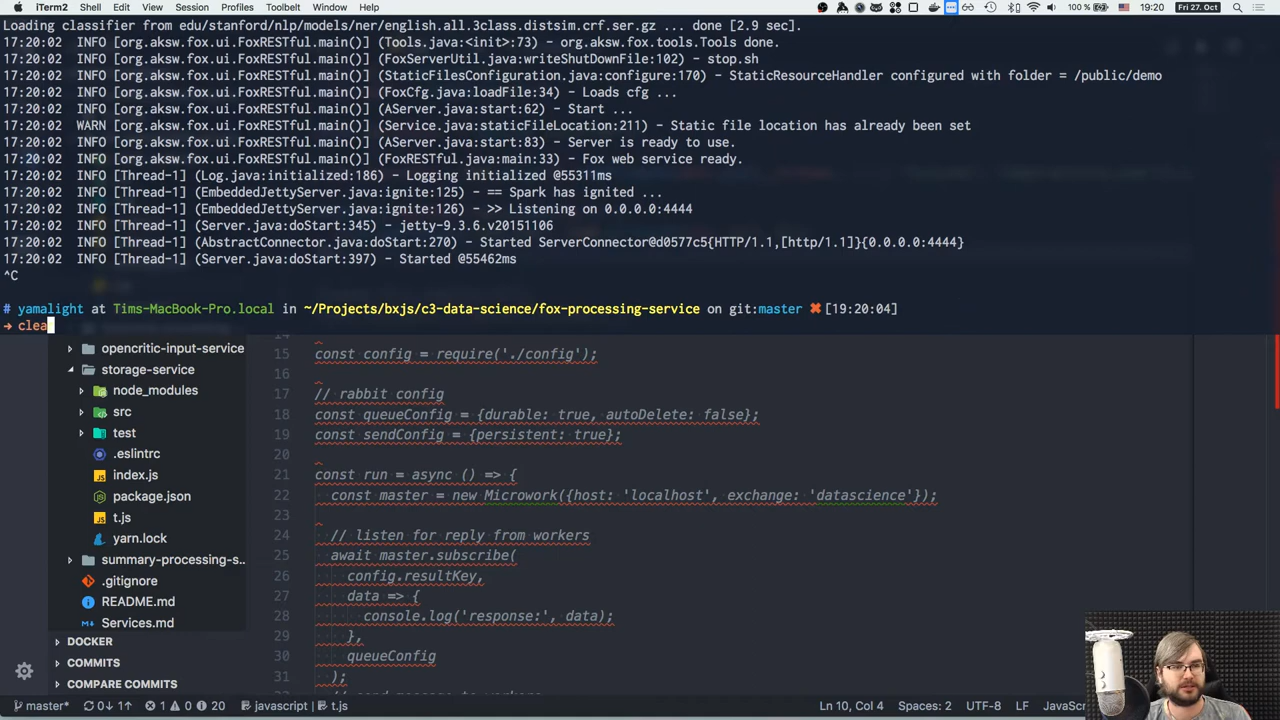 iTerm2 Shell Edit View Session Profiles Toolbelt Window Help 100 % 19:20 Fri 27. Oct
Loading classifier from edu/stanford/nlp/models/ner/english.all.3class.distsim.crf.ser.gz ... done [2.9 sec].
17:20:02 INFO [org.aksw.fox.ui.FoxRESTful.main()] (Tools.java:<init>:73) - org.aksw.fox.tools.Tools done.
17:20:02 INFO [org.aksw.fox.ui.FoxRESTful.main()] (FoxServerUtil.java:writeShutDownFile:102) - stop.sh
17:20:02 INFO [org.aksw.fox.ui.FoxRESTful.main()] (StaticFilesConfiguration.java:configure:170) - StaticResourceHandler configured with folder = /public/demo
17:20:02 INFO [org.aksw.fox.ui.FoxRESTful.main()] (FoxCfg.java:loadFile:34) - Loads cfg ...
17:20:02 INFO [org.aksw.fox.ui.FoxRESTful.main()] (AServer.java:start:62) - Start ...
17:20:02 WARN [org.aksw.fox.ui.FoxRESTful.main()] (Service.java:staticFileLocation:211) - Static file location has already been set
17:20:02 INFO [org.aksw.fox.ui.FoxRESTful.main()] (AServer.java:start:83) - Server is ready to use.
17:20:02 INFO [org.aksw.fox.ui.FoxRESTful.main()] (FoxRESTful.java:main:33) - Fox web service ready.
17:20:02 INFO [Thread-1] (Log.java:initialized:186) - Logging initialized @55311ms
17:20:02 INFO [Thread-1] (EmbeddedJettyServer.java:ignite:125) - == Spark has ignited ...
17:20:02 INFO [Thread-1] (EmbeddedJettyServer.java:ignite:126) - >> Listening on 0.0.0.0:4444
17:20:02 INFO [Thread-1] (Server.java:doStart:345) - jetty-9.3.6.v20151106
17:20:02 INFO [Thread-1] (AbstractConnector.java:doStart:270) - Started ServerConnector@d0577c5{HTTP/1.1,[http/1.1]}{0.0.0.0:4444}
17:20:02 INFO [Thread-1] (Server.java:doStart:397) - Started @55462ms
^C
# yamalight at Tims-MacBook-Pro.local in ~/Projects/bxjs/c3-data-science/fox-processing-service on git:master ✖ [19:20:04]
→ clea
opencritic-input-service
storage-service
node_modules
src
test
.eslintrc
index.js
package.json
t.js
yarn.lock
summary-processing-s...
.gitignore
README.md
Services.md
DOCKER
COMMITS
COMPARE COMMITS
14
15 const config = require('./config');
16
17 // rabbit config
18 const queueConfig = {durable: true, autoDelete: false};
19 const sendConfig = {persistent: true};
20
21 const run = async () => {
22 const master = new Microwork({host: 'localhost', exchange: 'datascience'});
23
24 // listen for reply from workers
25 await master.subscribe(
26 config.resultKey,
27 data => {
28 console.log('response:', data);
29 },
30 queueConfig
31 );
master* 0↓ 1↑ 1 0 20 javascript | t.js Ln 10, Col 4 Spaces: 2 UTF-8 LF